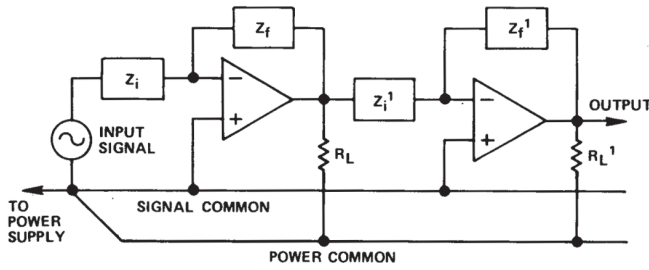 Zf
Zf¹
Zi
Zi¹
−
+
−
+
OUTPUT
INPUT
SIGNAL
RL
RL¹
TO
POWER
SUPPLY
SIGNAL COMMON
POWER COMMON